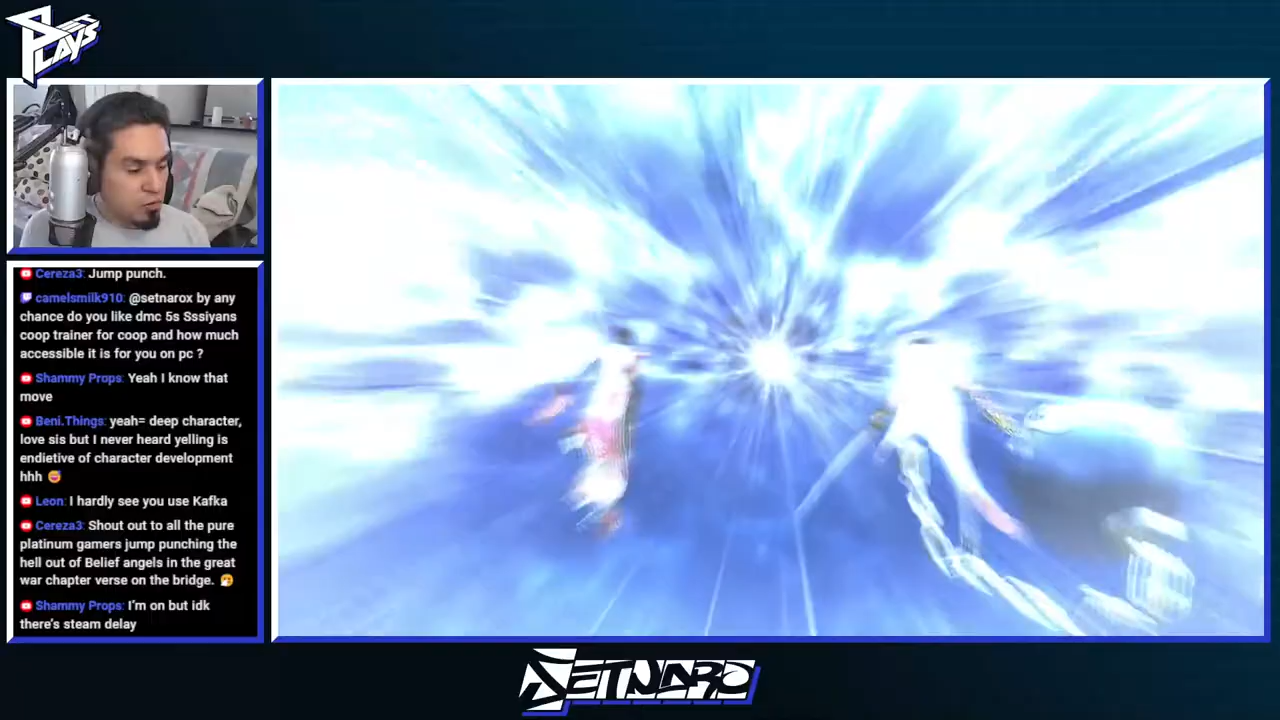 SET
PLAYS
Cereza3: Jump punch.
camelsmilk910: @setnarox by any
chance do you like dmc 5s Sssiyans
coop trainer for coop and how much
accessible it is for you on pc ?
Shammy Props: Yeah I know that
move
Beni.Things: yeah= deep character,
love sis but I never heard yelling is
endietive of character development
hhh 😅
Leon: I hardly see you use Kafka
Cereza3: Shout out to all the pure
platinum gamers jump punching the
hell out of Belief angels in the great
war chapter verse on the bridge. 🤭
Shammy Props: I'm on but idk
there's steam delay
SETNARO